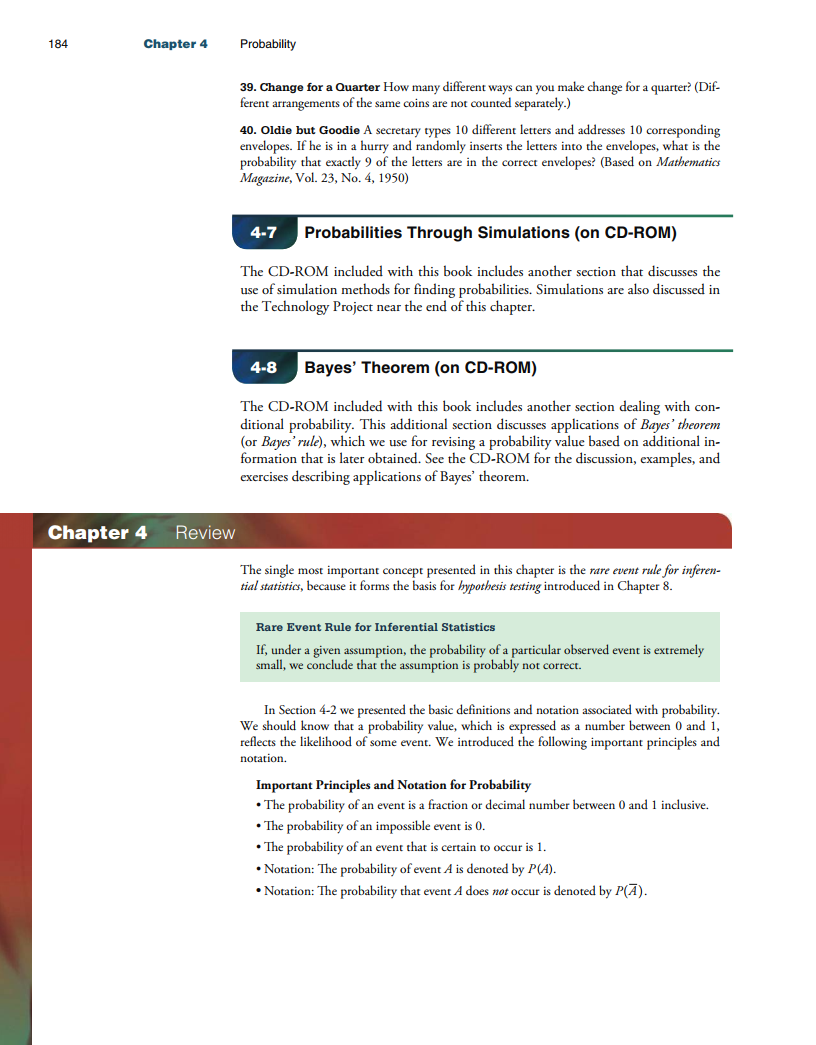 184 Chapter 4 Probability
39. Change for a Quarter How many different ways can you make change for a quarter? (Dif-
ferent arrangements of the same coins are not counted separately.)
40. Oldie but Goodie A secretary types 10 different letters and addresses 10 corresponding
envelopes. If he is in a hurry and randomly inserts the letters into the envelopes, what is the
probability that exactly 9 of the letters are in the correct envelopes? (Based on Mathematics
Magazine, Vol. 23, No. 4, 1950)
4-7 Probabilities Through Simulations (on CD-ROM)
The CD-ROM included with this book includes another section that discusses the
use of simulation methods for finding probabilities. Simulations are also discussed in
the Technology Project near the end of this chapter.
4-8 Bayes’ Theorem (on CD-ROM)
The CD-ROM included with this book includes another section dealing with con-
ditional probability. This additional section discusses applications of Bayes’ theorem
(or Bayes’ rule), which we use for revising a probability value based on additional in-
formation that is later obtained. See the CD-ROM for the discussion, examples, and
exercises describing applications of Bayes’ theorem.
Chapter 4 Review
The single most important concept presented in this chapter is the rare event rule for inferen-
tial statistics, because it forms the basis for hypothesis testing introduced in Chapter 8.
Rare Event Rule for Inferential Statistics
If, under a given assumption, the probability of a particular observed event is extremely
small, we conclude that the assumption is probably not correct.
In Section 4-2 we presented the basic definitions and notation associated with probability.
We should know that a probability value, which is expressed as a number between 0 and 1,
reflects the likelihood of some event. We introduced the following important principles and
notation.
Important Principles and Notation for Probability
• The probability of an event is a fraction or decimal number between 0 and 1 inclusive.
• The probability of an impossible event is 0.
• The probability of an event that is certain to occur is 1.
• Notation: The probability of event A is denoted by P(A).
• Notation: The probability that event A does not occur is denoted by P(A̅).